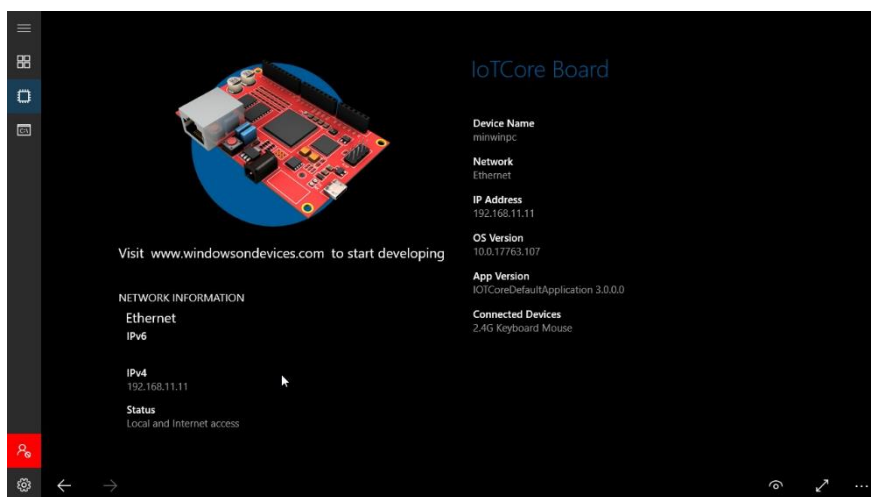 IoTCore Board
Device Name
minwinpc
Network
Ethernet
IP Address
192.168.11.11
OS Version
10.0.17763.107
App Version
IOTCoreDefaultApplication 3.0.0.0
Connected Devices
2.4G Keyboard Mouse
Visit www.windowsondevices.com to start developing
NETWORK INFORMATION
Ethernet
IPv6
IPv4
192.168.11.11
Status
Local and Internet access